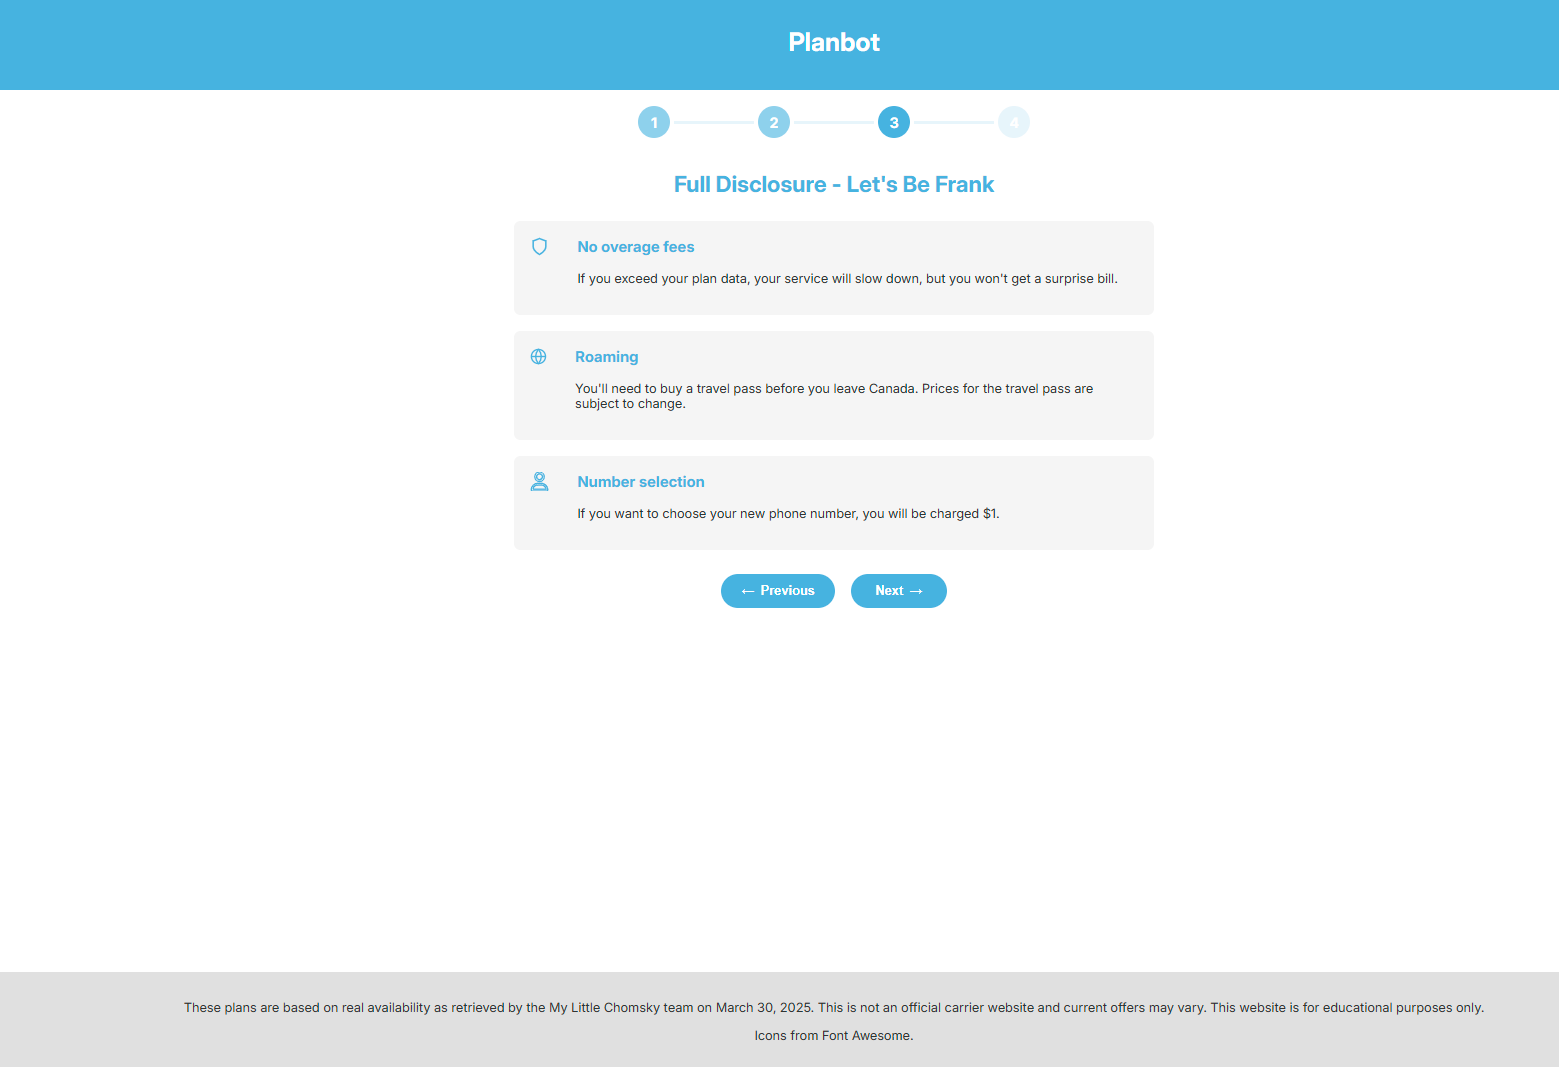 Planbot
1 2 3 4
Full Disclosure - Let's Be Frank
No overage fees
If you exceed your plan data, your service will slow down, but you won't get a surprise bill.
Roaming
You'll need to buy a travel pass before you leave Canada. Prices for the travel pass are
subject to change.
Number selection
If you want to choose your new phone number, you will be charged $1.
← Previous Next →
These plans are based on real availability as retrieved by the My Little Chomsky team on March 30, 2025. This is not an official carrier website and current offers may vary. This website is for educational purposes only.
Icons from Font Awesome.